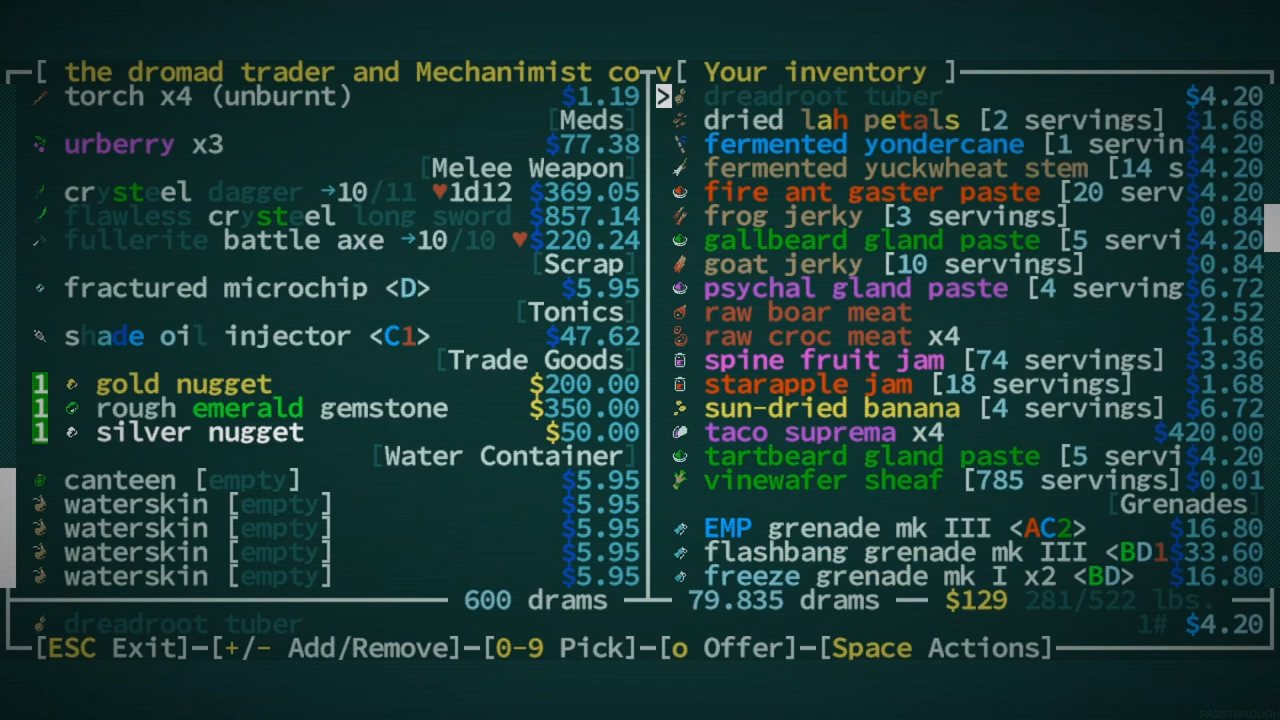 [ the dromad trader and Mechanimist co
torch x4 (unburnt) $1.19
[Meds]
urberry x3 $77.38
[Melee Weapon]
crysteel dagger →10/11 ♥1d12 $369.05
flawless crysteel long sword $857.14
fullerite battle axe →10/10 ♥ $220.24
[Scrap]
fractured microchip <D> $5.95
[Tonics]
shade oil injector <C1> $47.62
[Trade Goods]
1 gold nugget $200.00
1 rough emerald gemstone $350.00
1 silver nugget $50.00
[Water Container]
canteen [empty] $5.95
waterskin [empty] $5.95
waterskin [empty] $5.95
waterskin [empty] $5.95
waterskin [empty] $5.95
600 drams
v[ Your inventory ]
> dreadroot tuber $4.20
dried lah petals [2 servings] $1.68
fermented yondercane [1 servin $4.20
fermented yuckwheat stem [14 s $4.20
fire ant gaster paste [20 serv $4.20
frog jerky [3 servings] $0.84
gallbeard gland paste [5 servi $4.20
goat jerky [10 servings] $0.84
psychal gland paste [4 serving $6.72
raw boar meat $2.52
raw croc meat x4 $1.68
spine fruit jam [74 servings] $3.36
starapple jam [18 servings] $1.68
sun-dried banana [4 servings] $6.72
taco suprema x4 $420.00
tartbeard gland paste [5 servi $4.20
vinewafer sheaf [785 servings] $0.01
[Grenades]
EMP grenade mk III <AC2> $16.80
flashbang grenade mk III <BD1 $33.60
freeze grenade mk I x2 <BD> $16.80
79.835 drams $129 281/522 lbs.
dreadroot tuber 1# $4.20
[ESC Exit]-[+/- Add/Remove]-[0-9 Pick]-[o Offer]-[Space Actions]